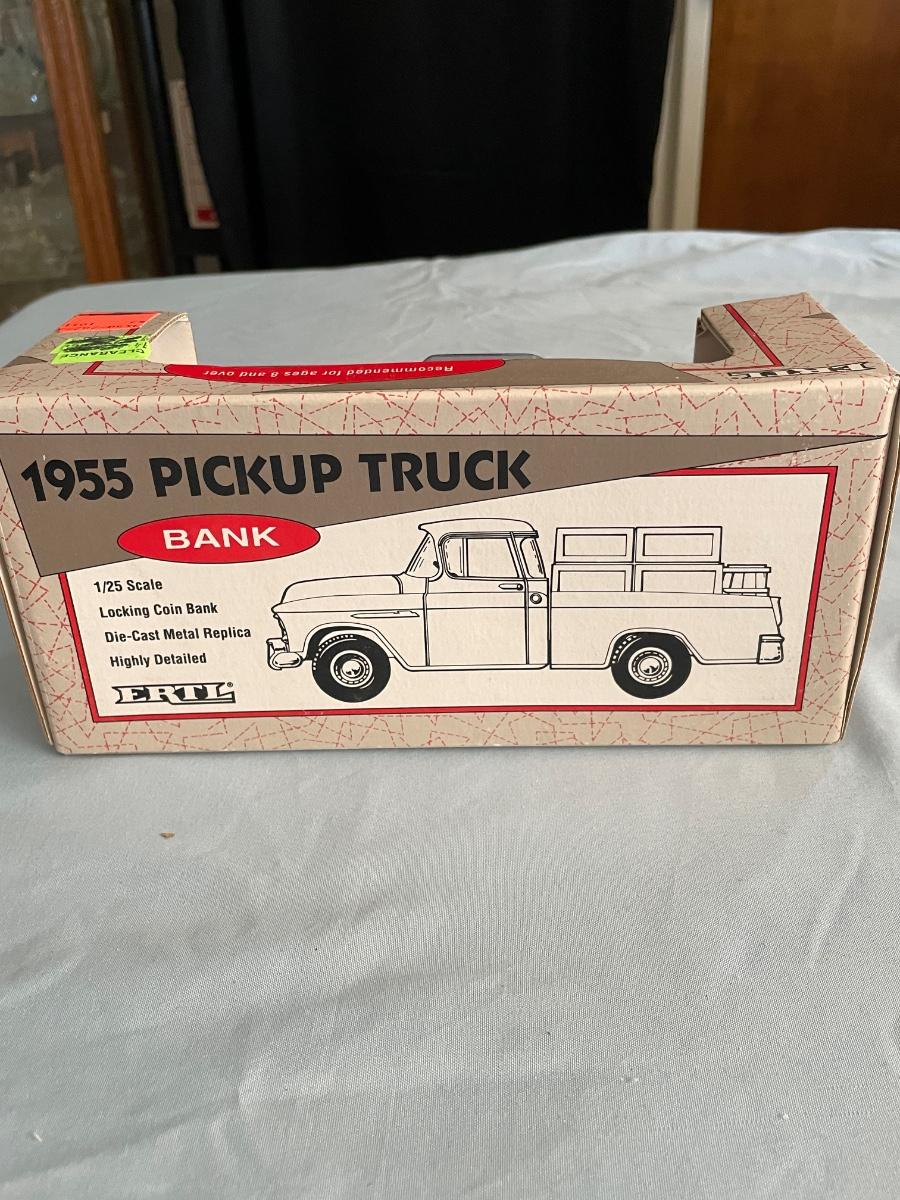 CLEARANCE
Recommended for ages 8 and over
1955 PICKUP TRUCK
BANK
1/25 Scale
Locking Coin Bank
Die-Cast Metal Replica
Highly Detailed
ERTL®